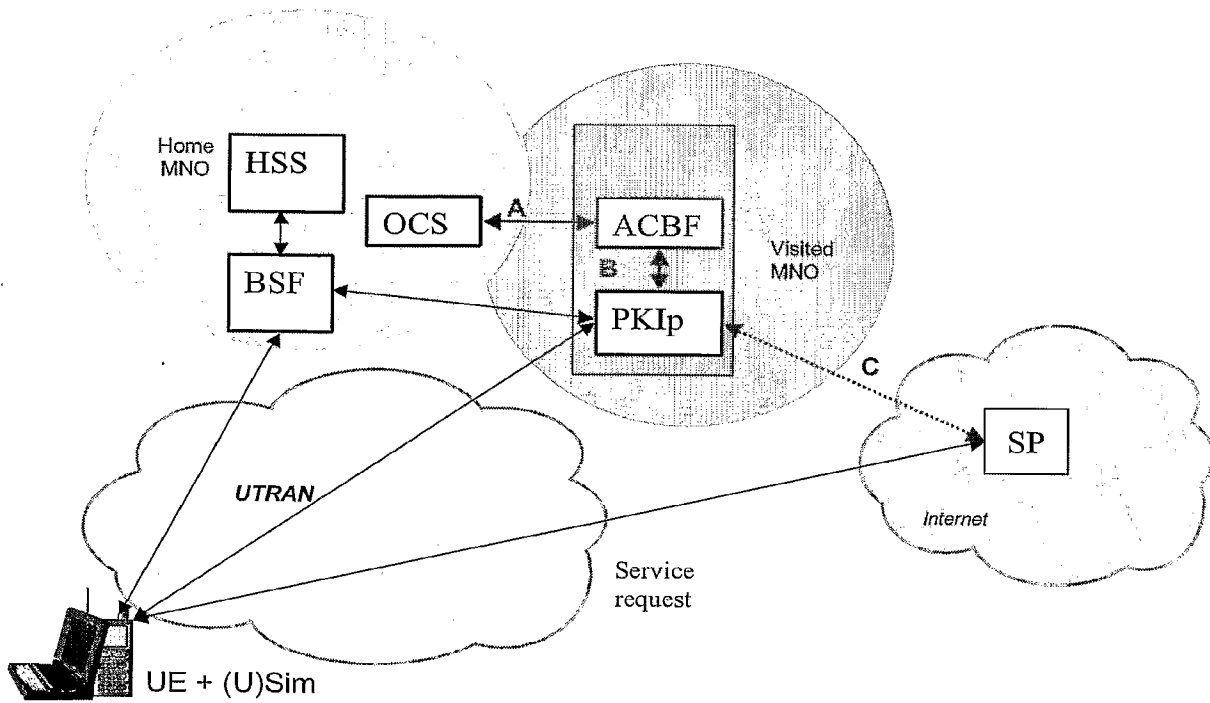 Home
MNO
HSS
OCS
A
ACBF
Visited
MNO
B
BSF
PKIp
C
SP
UTRAN
Internet
Service
request
UE + (U)Sim